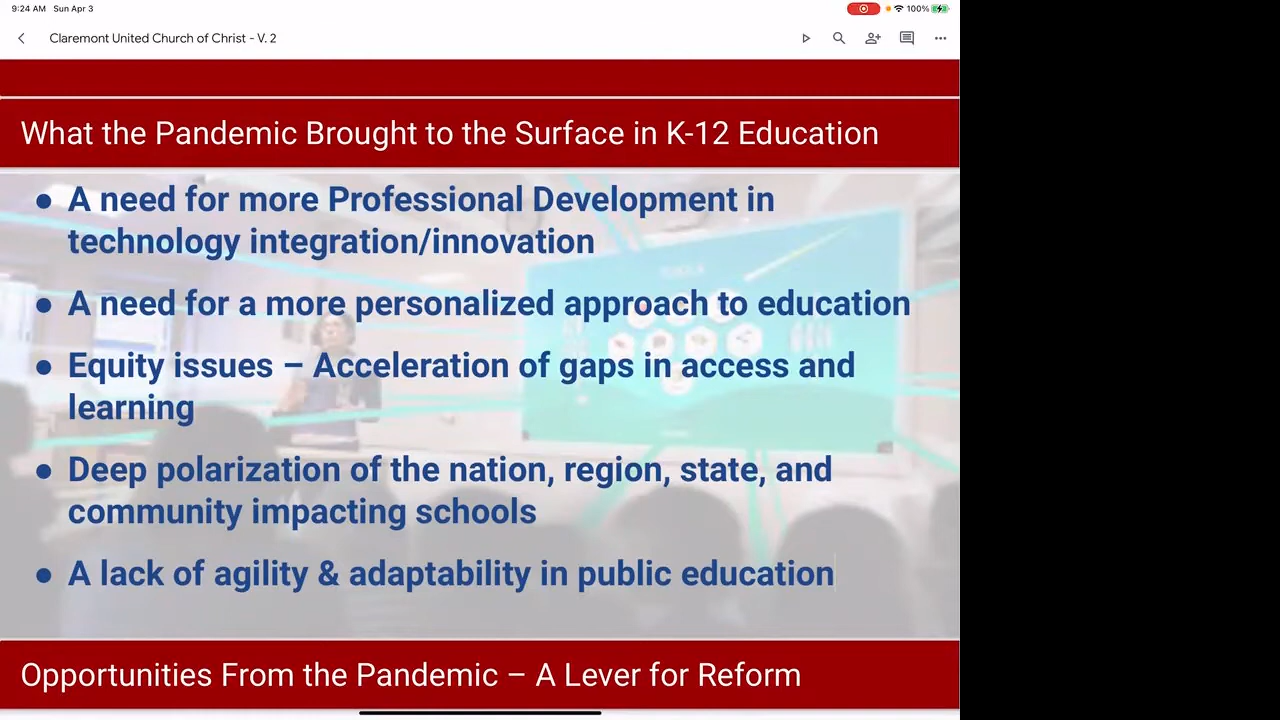 9:24 AM Sun Apr 3
100%
Claremont United Church of Christ - V. 2
What the Pandemic Brought to the Surface in K-12 Education
● A need for more Professional Development in
technology integration/innovation
● A need for a more personalized approach to education
● Equity issues – Acceleration of gaps in access and
learning
● Deep polarization of the nation, region, state, and
community impacting schools
● A lack of agility & adaptability in public education
Opportunities From the Pandemic – A Lever for Reform